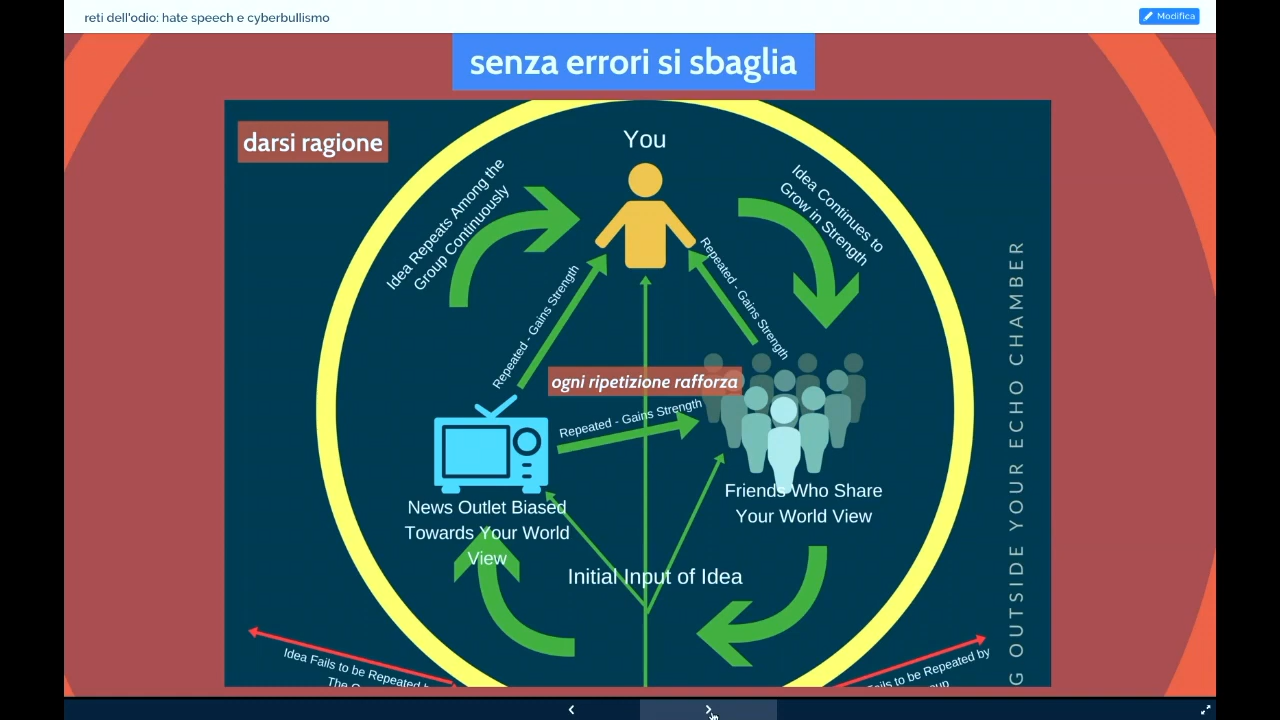 reti dell'odio: hate speech e cyberbullismo
Modifica
senza errori si sbaglia
darsi ragione
You
Idea Repeats Among the
Group Continuously
Idea Continues to
Grow in Strength
Repeated - Gains Strength
Repeated - Gains Strength
ogni ripetizione rafforza
Repeated - Gains Strength
News Outlet Biased
Towards Your World
View
Friends Who Share
Your World View
Initial Input of Idea
OUTSIDE YOUR ECHO CHAMBER
Idea Fails to be Repeated
The
to be Repeated by